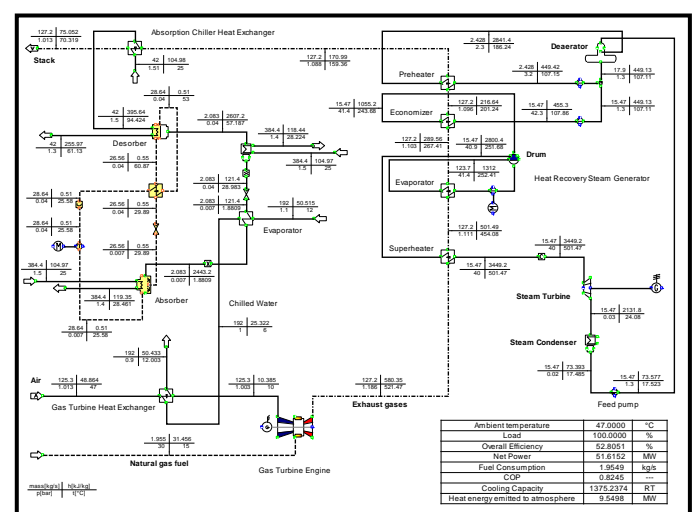 127.2 75.052
1.013 70.319
Stack
Absorption Chiller Heat Exchanger
42 104.98
1.51 25
127.2 170.99
1.088 159.36
2.428 2841.4
2.3 186.24
Deaerator
Preheater
2.428 449.42
3.2 107.15
17.9 449.13
1.3 107.11
28.64 0.51
0.04 53
42 395.64
1.5 94.424
Desorber
42 255.97
1.3 61.13
2.083 2607.2
0.04 57.187
384.4 118.44
1.4 28.224
384.4 104.97
1.5 25
15.47 1055.2
41.4 243.68
Economizer
127.2 216.64
1.096 201.24
15.47 455.3
42.3 107.86
15.47 449.13
1.3 107.11
127.2 289.56
1.103 267.41
15.47 2800.4
40.9 251.68
Drum
Heat Recovery Steam Generator
123.7 1312
41.4 252.41
Evaporator
26.56 0.55
0.04 60.87
26.56 0.55
0.04 29.89
26.56 0.55
0.007 29.89
28.64 0.51
0.04 25.58
28.64 0.51
0.04 25.58
M
2.083 121.4
0.04 28.983
2.083 121.4
0.007 1.8809
192 50.515
1.1 12
Evaporator
127.2 501.49
1.111 454.08
Superheater
15.47 3449.2
40 501.47
15.47 3449.2
40 501.47
384.4 104.97
1.5 25
384.4 119.35
1.4 28.461
Absorber
2.083 2443.2
0.007 1.8809
Chilled Water
192 25.322
1 6
28.64 0.51
0.007 25.58
Steam Turbine
G
15.47 2131.8
0.03 24.08
Steam Condenser
15.47 73.393
0.02 17.465
15.47 73.577
1.3 17.523
Feed pump
192 50.433
0.9 12.003
Air
125.3 48.864
1.013 47
Gas Turbine Heat Exchanger
125.3 10.385
1.003 10
127.2 580.35
1.186 521.47
Exhaust gases
G
Gas Turbine Engine
1.955 31.456
30 15
Natural gas fuel
mass[kg/s] h[kJ/kg]
p[bar] t[°C]
Ambient temperature 47.0000 °C
Load 100.0000 %
Overall Efficiency 52.8051 %
Net Power 51.6152 MW
Fuel Consumption 1.9549 kg/s
COP 0.8245 ---
Cooling Capacity 1375.2374 RT
Heat energy emitted to atmosphere 9.5498 MW